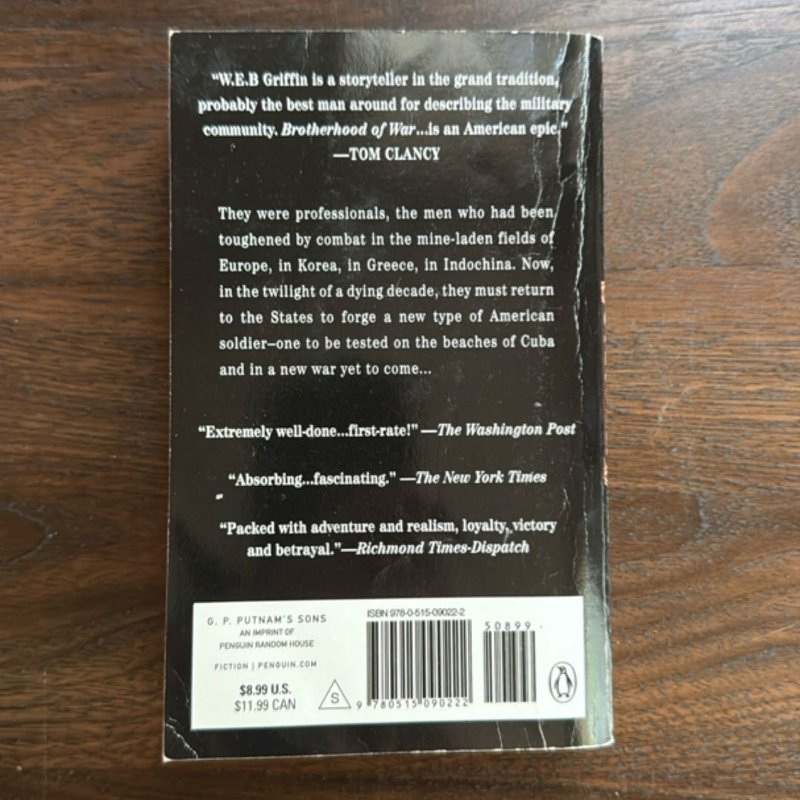 “W.E.B Griffin is a storyteller in the grand tradition,
probably the best man around for describing the military
community. Brotherhood of War...is an American epic.”
—TOM CLANCY
They were professionals, the men who had been
toughened by combat in the mine-laden fields of
Europe, in Korea, in Greece, in Indochina. Now,
in the twilight of a dying decade, they must return
to the States to forge a new type of American
soldier—one to be tested on the beaches of Cuba
and in a new war yet to come...
“Extremely well-done...first-rate!” —The Washington Post
“Absorbing...fascinating.” —The New York Times
“Packed with adventure and realism, loyalty, victory
and betrayal.”—Richmond Times-Dispatch
G. P. PUTNAM'S SONS
AN IMPRINT OF
PENGUIN RANDOM HOUSE
FICTION | PENGUIN.COM
$8.99 U.S.
$11.99 CAN
S
ISBN 978-0-515-09022-2
50899
9 780515 090222